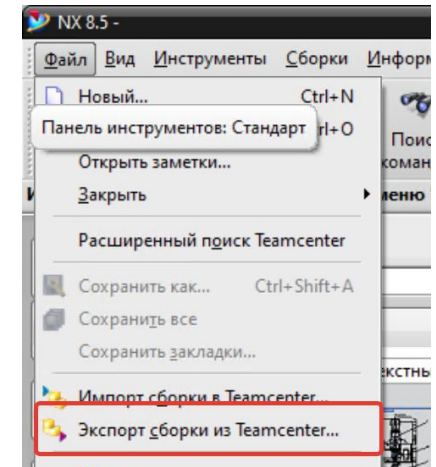 NX 8.5 -
Файл Вид Инструменты Сборки
Новый... Ctrl+N
Панель инструментов: Стандарт
Открыть заметки...
Закрыть
Расширенный поиск Teamcenter
Сохранить как... Ctrl+Shift+A
Сохранить все
Сохранить закладки...
Импорт сборки в Teamcenter...
Экспорт сборки из Teamcenter...